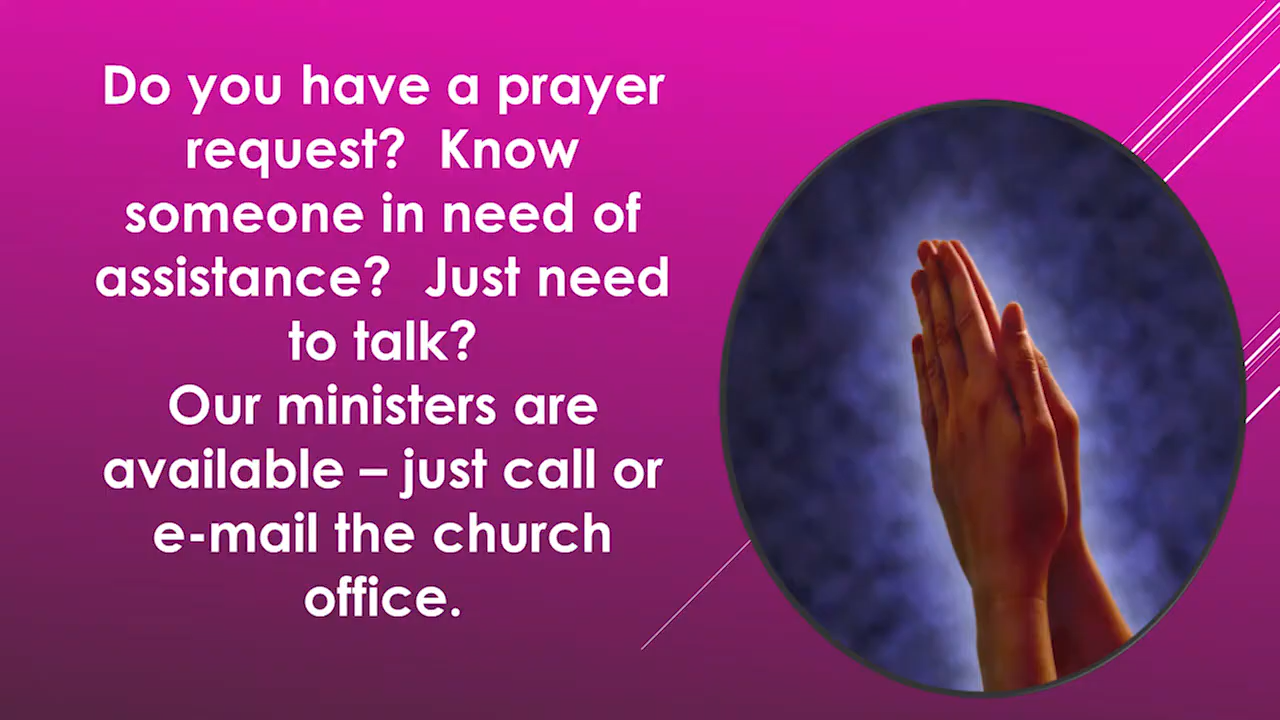 Do you have a prayer
request?  Know
someone in need of
assistance?  Just need
to talk?
Our ministers are
available – just call or
e-mail the church
office.